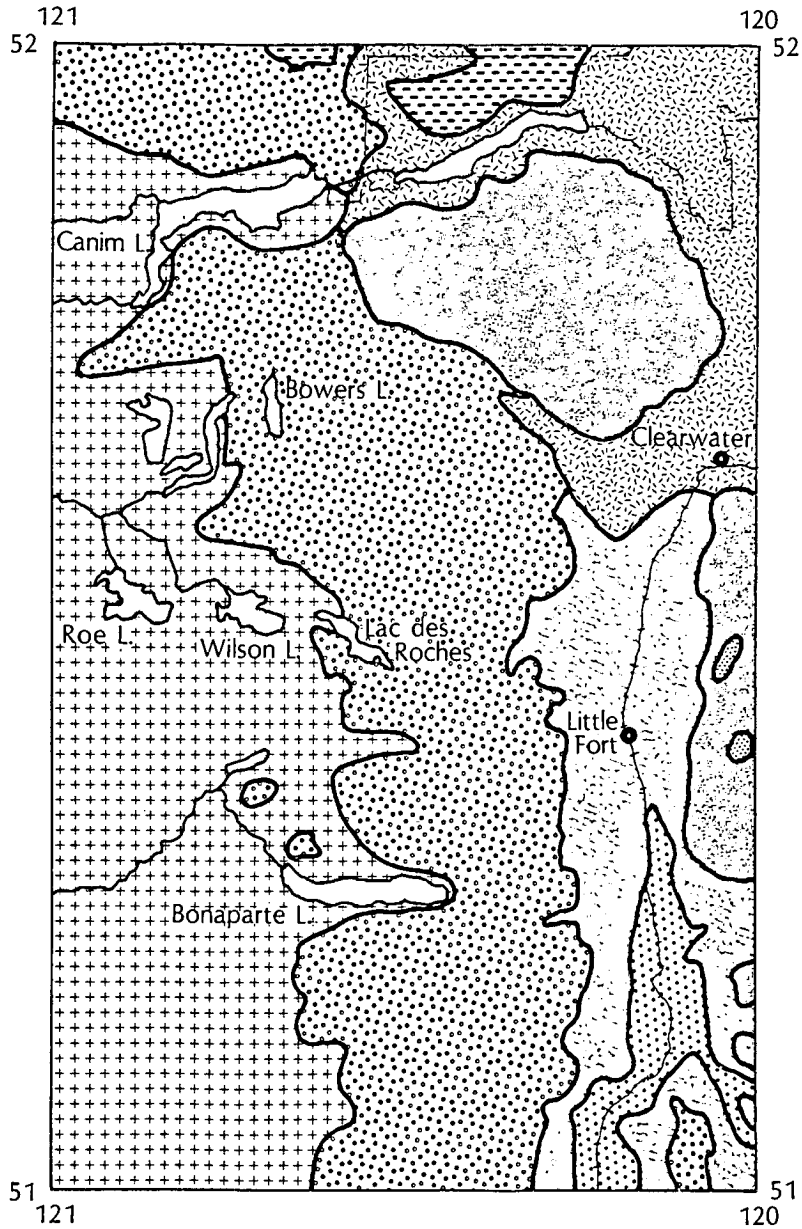 121
120
52
52
Canim L.
Bowers L.
Clearwater
Roe L.
Wilson L.
Lac des
Roches
Little
Fort
Bonaparte L.
51
51
121
120